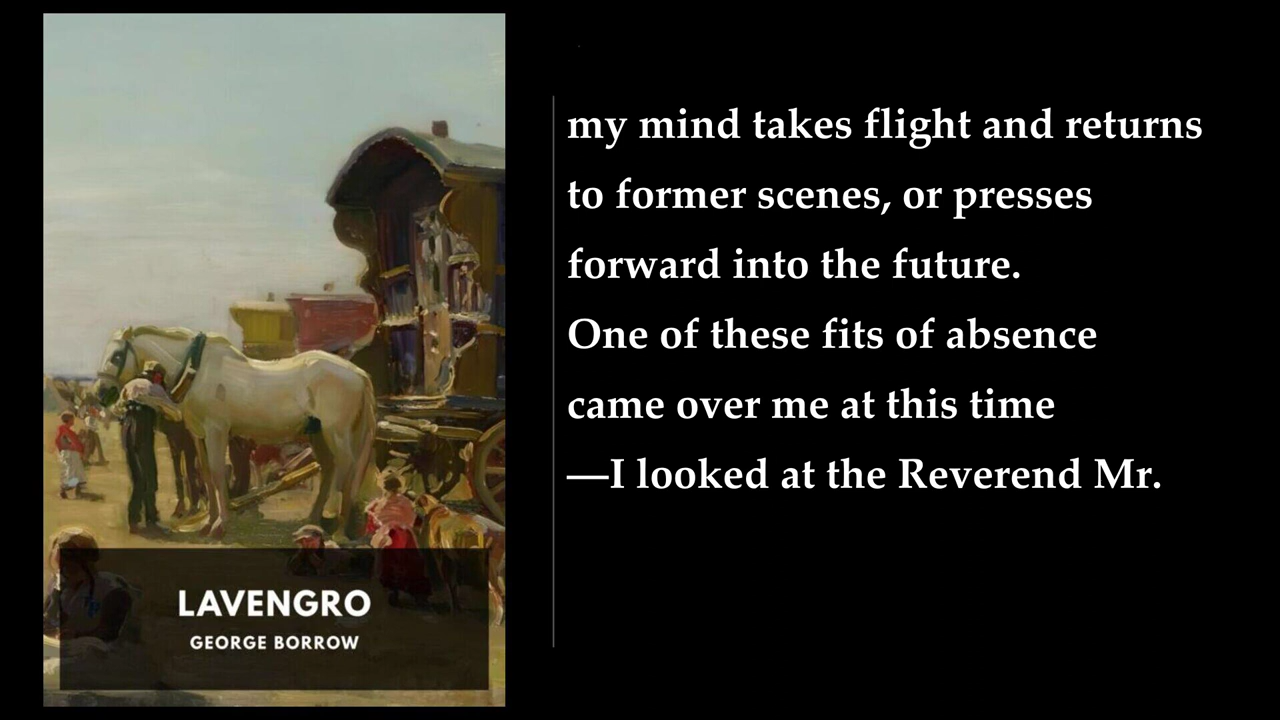 LAVENGRO
GEORGE BORROW
my mind takes flight and returns
to former scenes, or presses
forward into the future.
One of these fits of absence
came over me at this time
—I looked at the Reverend Mr.